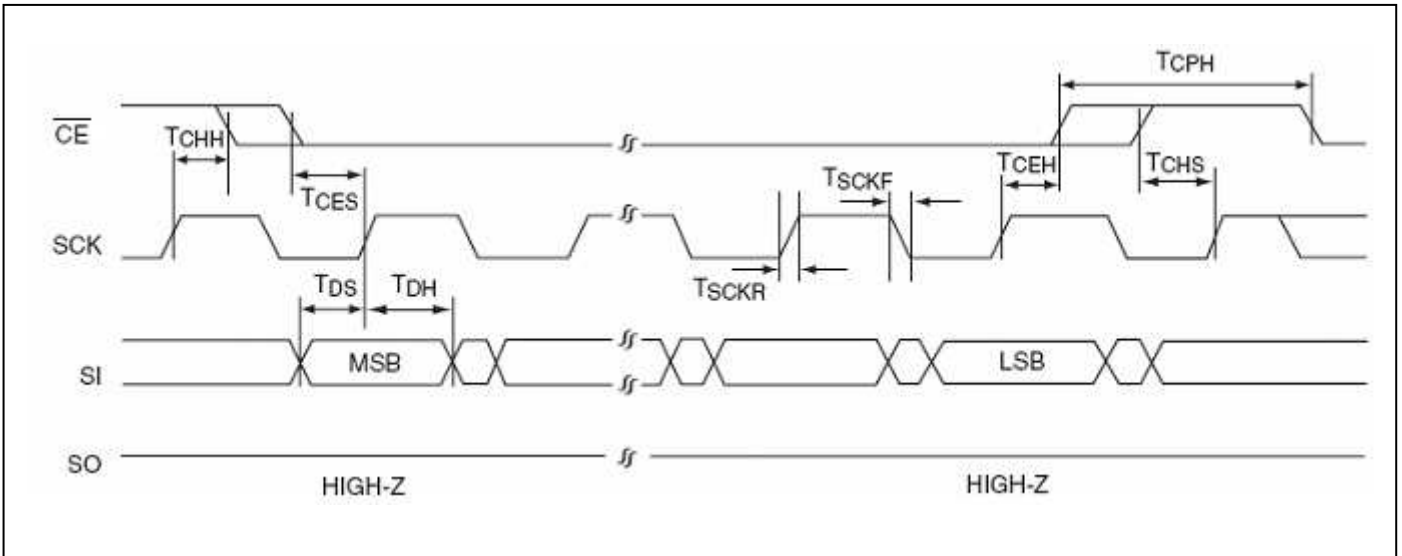 TCPH
CE
TCHH
TCES
TSCKF
TCEH
TCHS
SCK
TDS
TDH
TSCKR
SI
MSB
LSB
SO
HIGH-Z
HIGH-Z